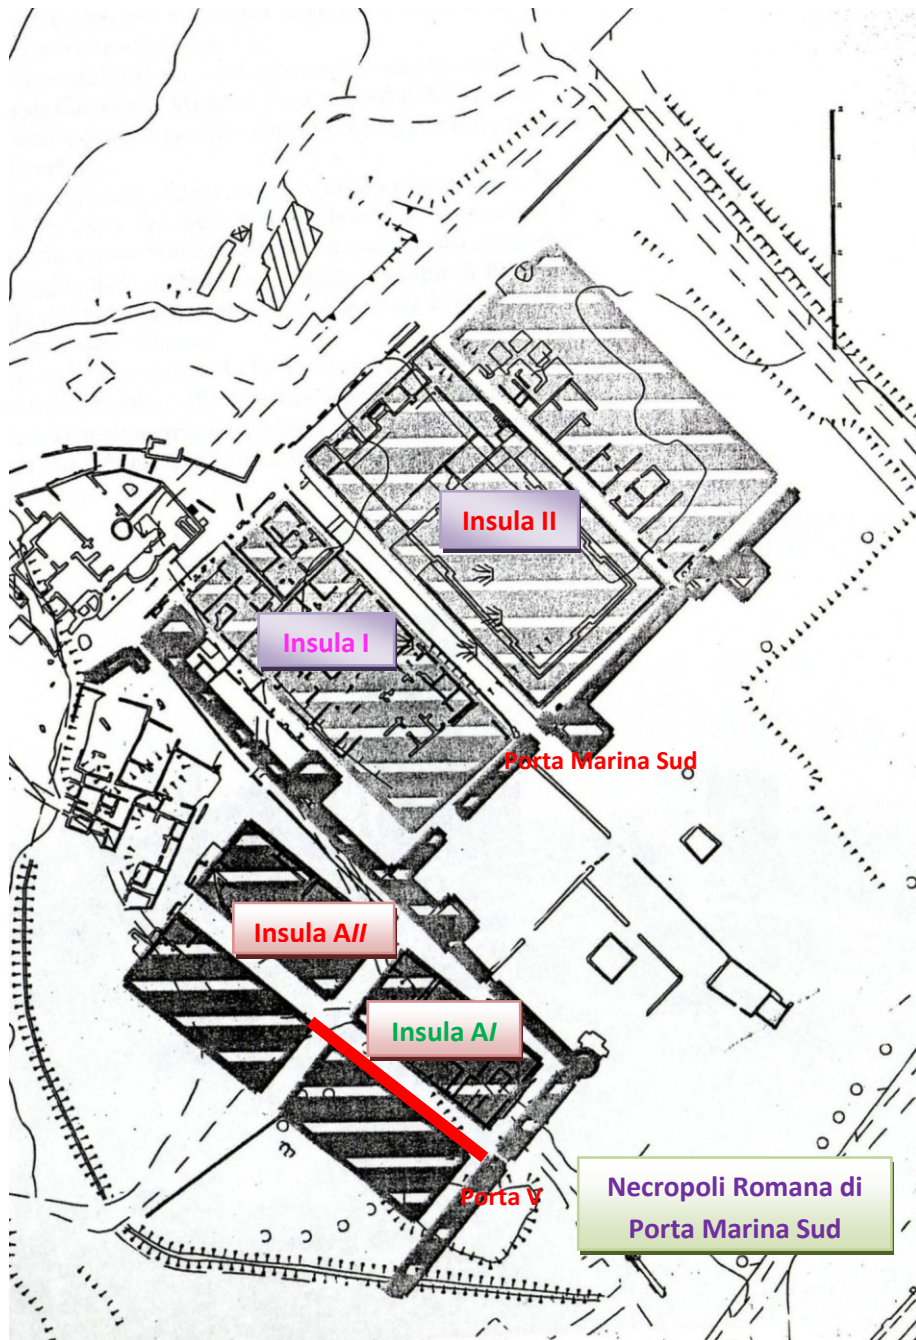 Insula II
Insula I
Porta Marina Sud
Insula AII
Insula AI
Porta V
Necropoli Romana di
Porta Marina Sud